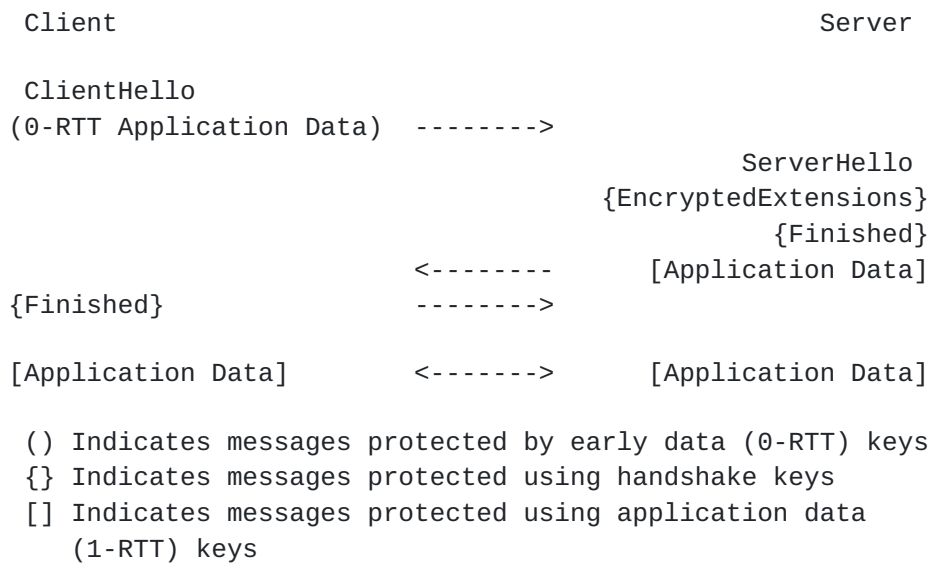 Client                                             Server

 ClientHello
(0-RTT Application Data)  -------->
                                               ServerHello
                                      {EncryptedExtensions}
                                                 {Finished}
                          <--------      [Application Data]
{Finished}                -------->

[Application Data]        <------->      [Application Data]

 () Indicates messages protected by early data (0-RTT) keys
 {} Indicates messages protected using handshake keys
 [] Indicates messages protected using application data
    (1-RTT) keys